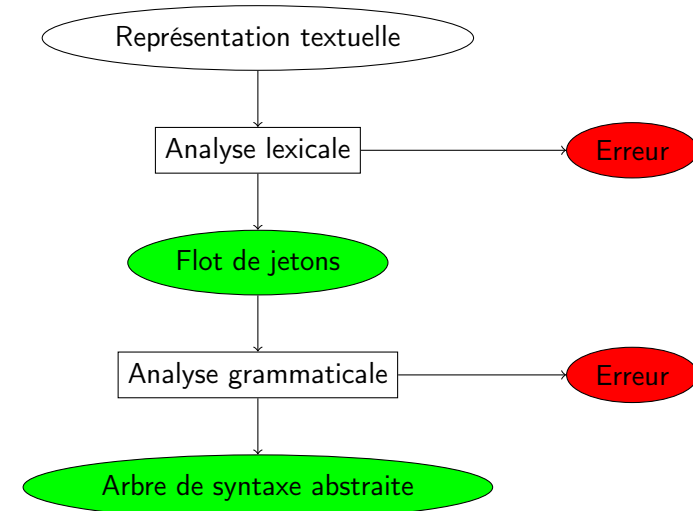 Représentation textuelle
Analyse lexicale
Erreur
Flot de jetons
Analyse grammaticale
Erreur
Arbre de syntaxe abstraite